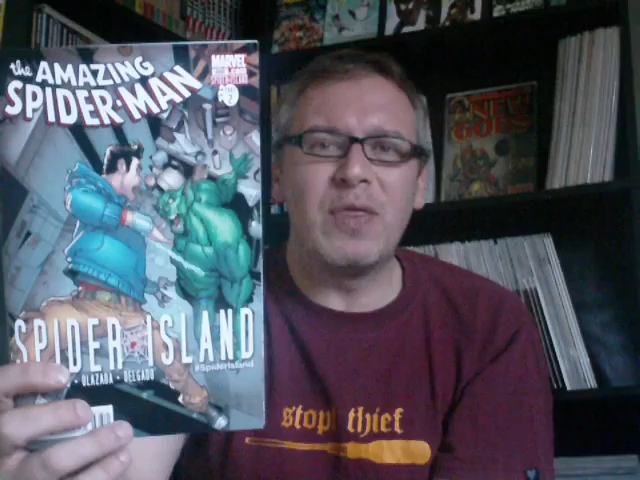 the AMAZING
SPIDER-MAN
MARVEL
SPIDER ISLAND
#SpiderIsland
OLAZABA • DELGADO
stop thief
NEW
GODS